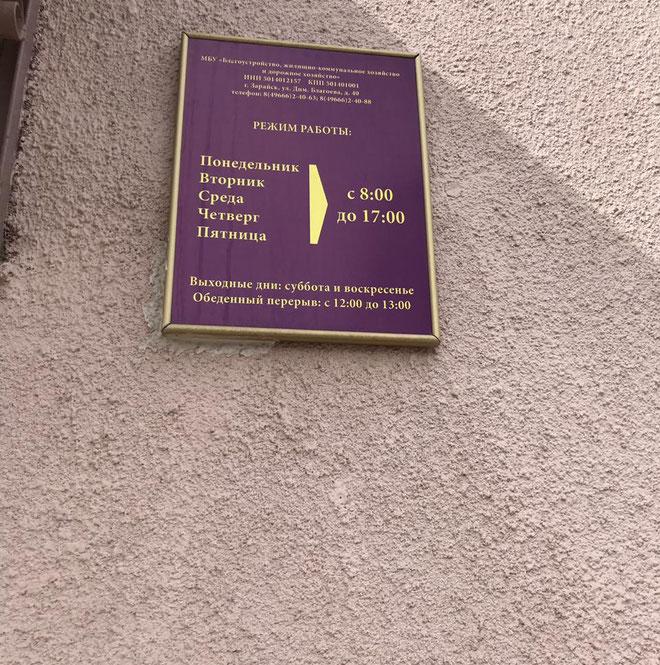 МБУ «Благоустройство, жилищно-коммунальное хозяйство
и дорожное хозяйство»
ИНН 5014012157 КПП 501401001
г. Зарайск, ул. Дим. Благоева, д. 40
телефон: 8(49666)2-40-63; 8(49666)2-40-88
РЕЖИМ РАБОТЫ:
Понедельник
Вторник
Среда
Четверг
Пятница
с 8:00
до 17:00
Выходные дни: суббота и воскресенье
Обеденный перерыв: с 12:00 до 13:00